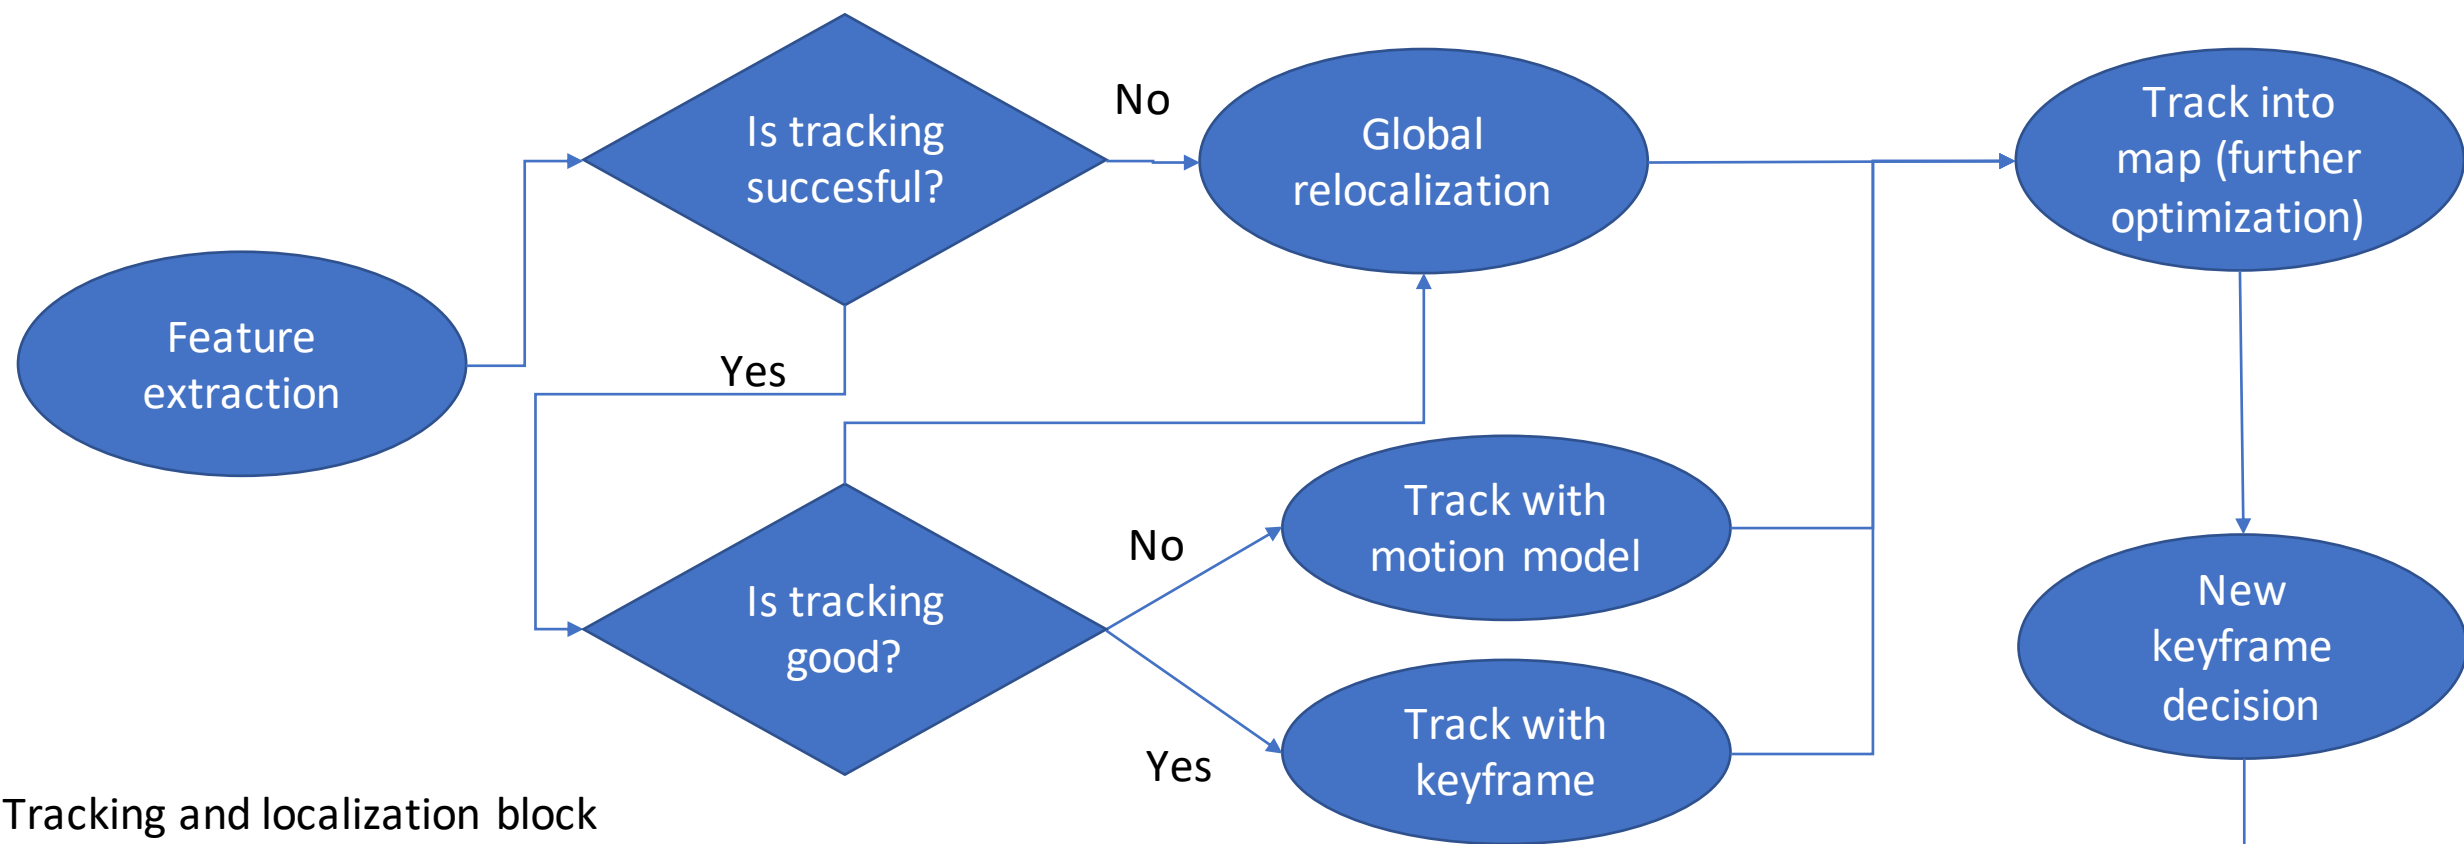 Is tracking
succesful?
No
Global
relocalization
Track into
map (further
optimization)
Feature
extraction
Yes
Is tracking
good?
No
Track with
motion model
Yes
Track with
keyframe
New
keyframe
decision
Tracking and localization block